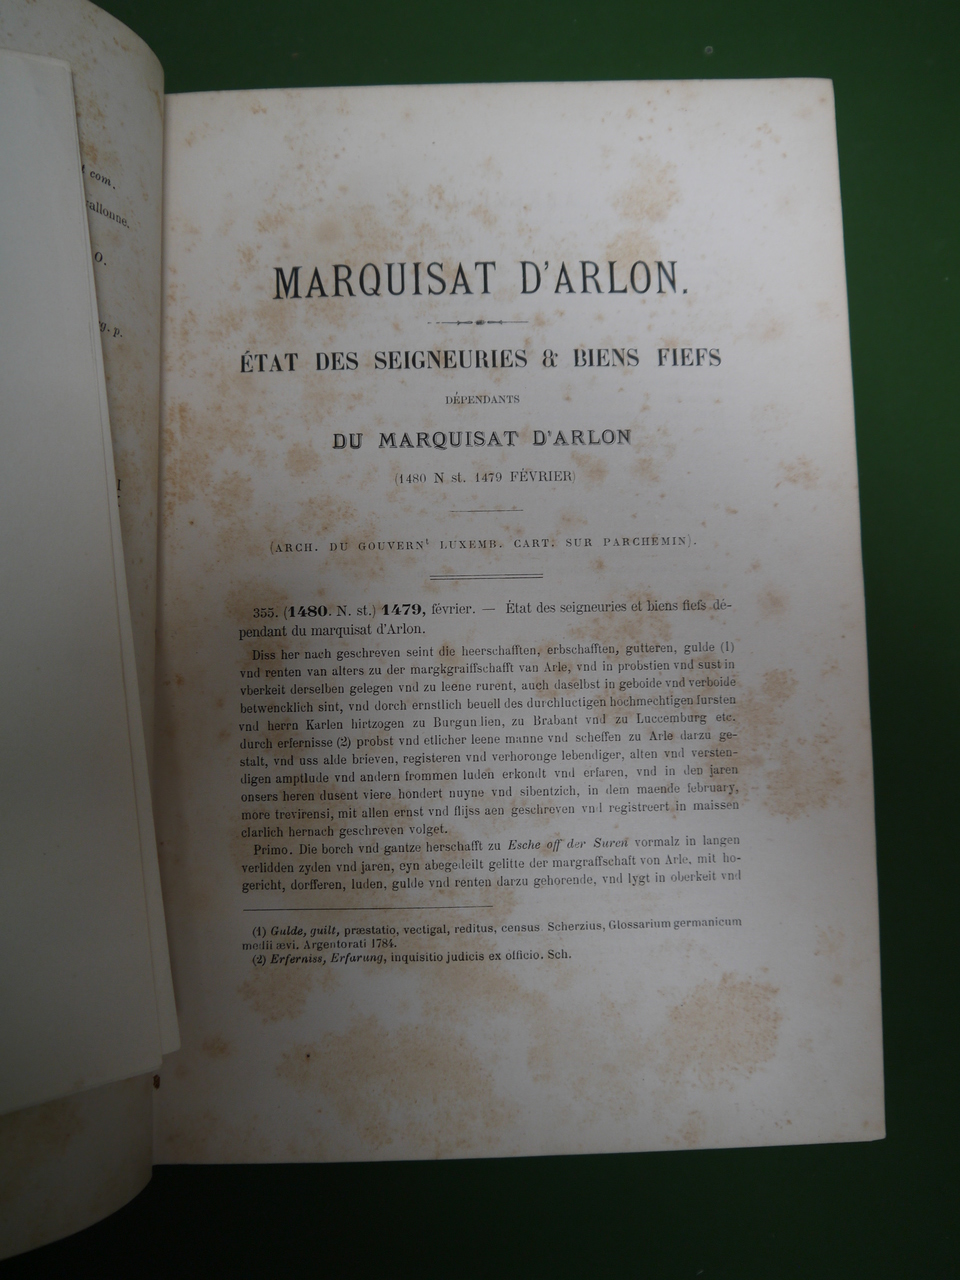 com.
allonne,
O.
g. p.
MARQUISAT D'ARLON.
ÉTAT DES SEIGNEURIES & BIENS FIEFS
DÉPENDANTS
DU MARQUISAT D'ARLON
(1480 N. st. 1479 FÉVRIER)
(ARCH. DU GOUVERNᵗ LUXEMB. CART. SUR PARCHEMIN).
355. (1480. N. st.) 1479, février. — État des seigneuries et biens fiefs dé-
pendant du marquisat d'Arlon.
Diss her nach geschreven seint die heerschafften, erbschafften, gutteren, gulde (1)
vnd renten van alters zu der margkgraiffschafft van Arle, vnd in probstien vnd sust in
vberkeit derselben gelegen vnd zu leene rurent, auch daselbst in geboide vnd verboide
betwencklich sint, vnd dorch ernstlich beuell des durchluctigen hochmechtigen fursten
vnd herrn Karlen hirtzogen zu Burgunlien, zu Brabant vnd zu Luccemburg etc.
durch erfernisse (2) probst vnd etlicher leene manne vnd scheffen zu Arle darzu ge-
stalt, vnd uss alde brieven, registeren vnd verhoronge lebendiger, alten vnd versten-
digen amptlude vnd andern frommen luden erkondt vnd erfaren, vnd in den jaren
onsers heren dusent viere hondert nuyne vnd sibentzich, in dem maende february,
more trevirensi, mit allen ernst vnd flijss aen geschreven vnd registreert in maissen
clarlich hernach geschreven volget.
Primo. Die borch vnd gantze herschafft zu Esche off der Suren vormalz in langen
verlidden zyden vnd jaren, eyn abegedeilt gelitte der margraffschaft von Arle, mit ho-
gericht, dorfferen, luden, gulde vnd renten darzu gehorende, vnd lygt in oberkeit vnd
(1) Gulde, guilt, præstatio, vectigal, reditus, census. Scherzius, Glossarium germanicum
medii ævi. Argentorati 1784.
(2) Erferniss, Erfarung, inquisitio judicis ex officio. Sch.